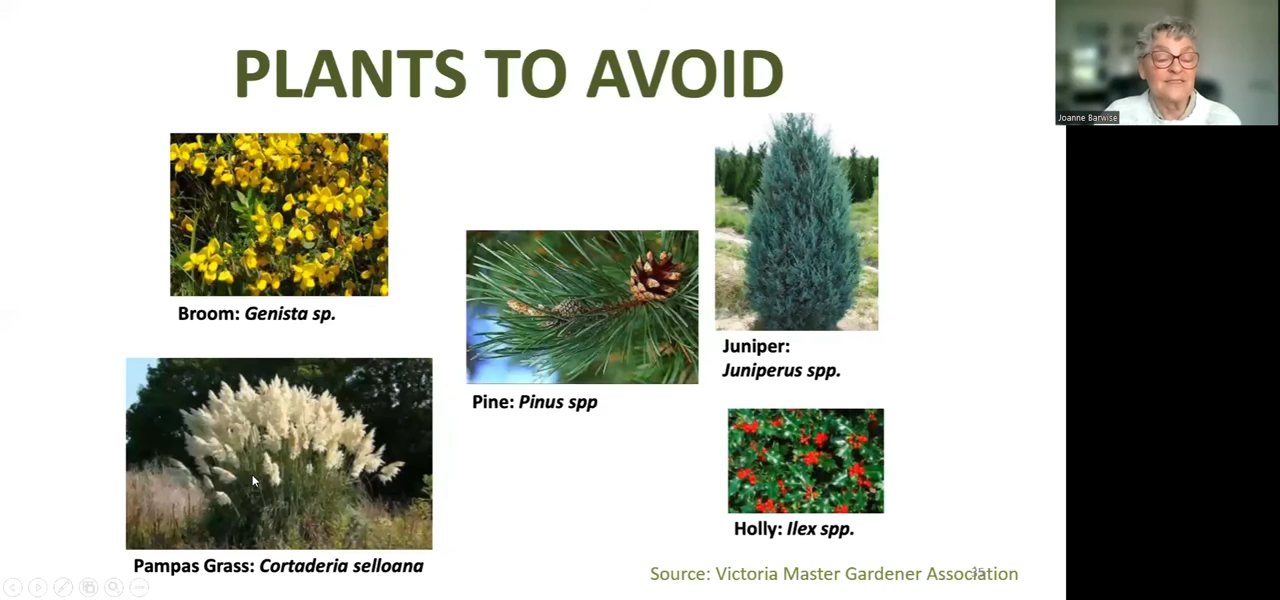 PLANTS TO AVOID
Joanne Barwise
Broom: Genista sp.
Pine: Pinus spp
Juniper:
Juniperus spp.
Pampas Grass: Cortaderia selloana
Holly: Ilex spp.
Source: Victoria Master Gardener Association